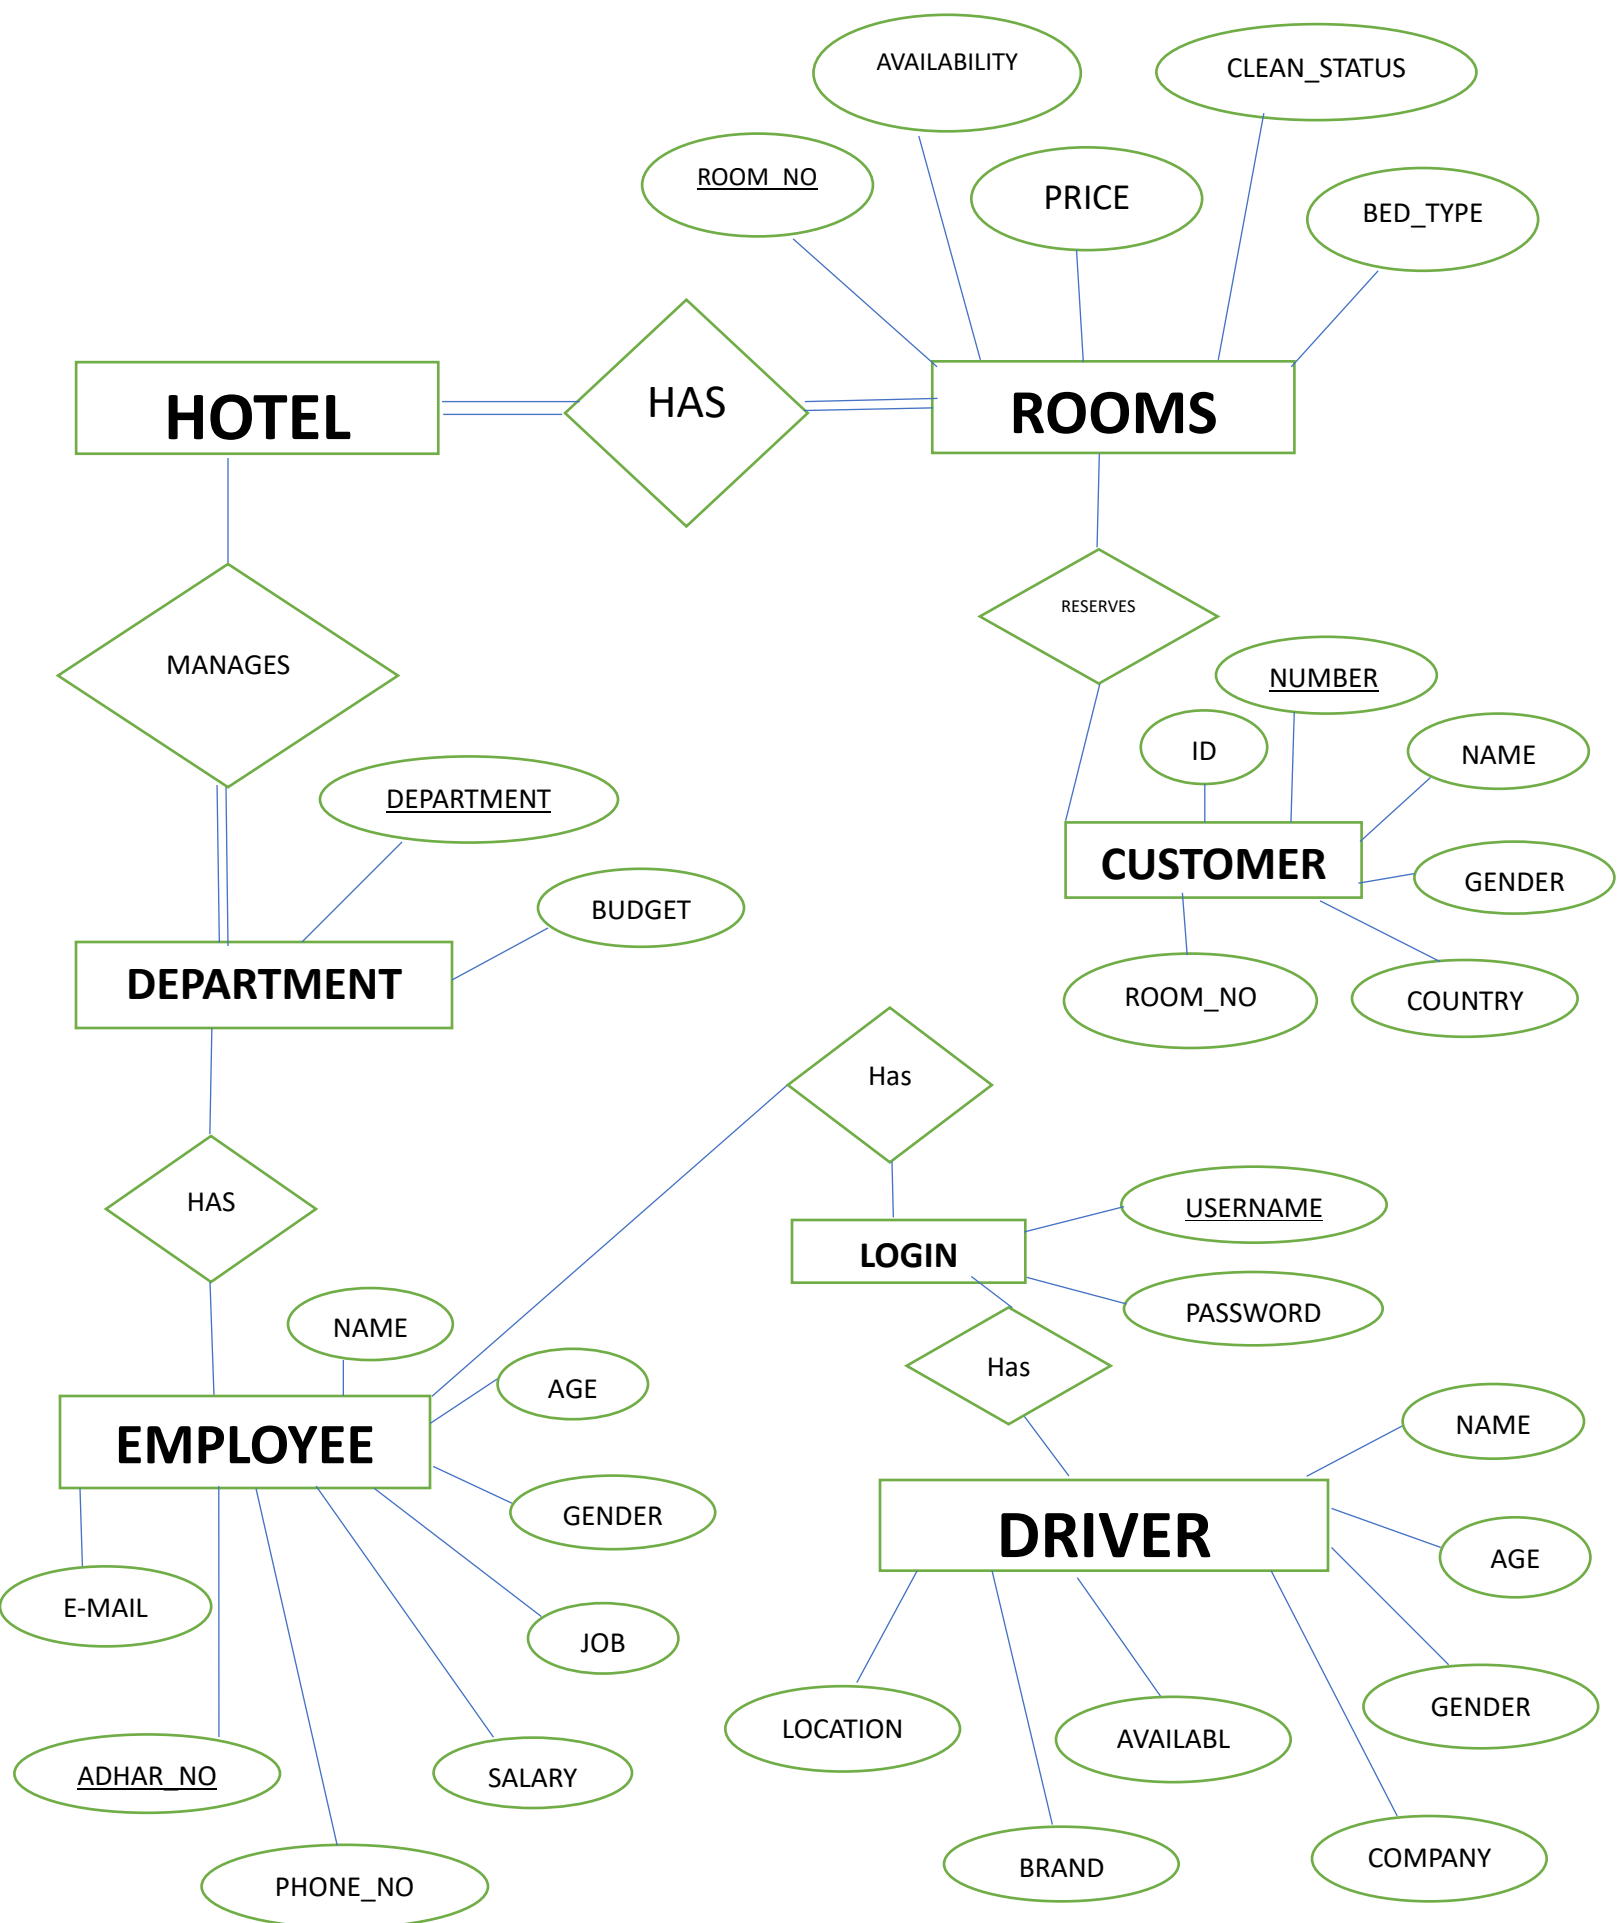 AVAILABILITY
CLEAN_STATUS
ROOM_NO
PRICE
BED_TYPE
HOTEL
HAS
ROOMS
RESERVES
MANAGES
NUMBER
ID
NAME
DEPARTMENT
CUSTOMER
GENDER
BUDGET
DEPARTMENT
ROOM_NO
COUNTRY
Has
HAS
USERNAME
LOGIN
PASSWORD
NAME
Has
AGE
NAME
EMPLOYEE
GENDER
DRIVER
AGE
E-MAIL
JOB
GENDER
LOCATION
AVAILABL
ADHAR_NO
SALARY
COMPANY
BRAND
PHONE_NO